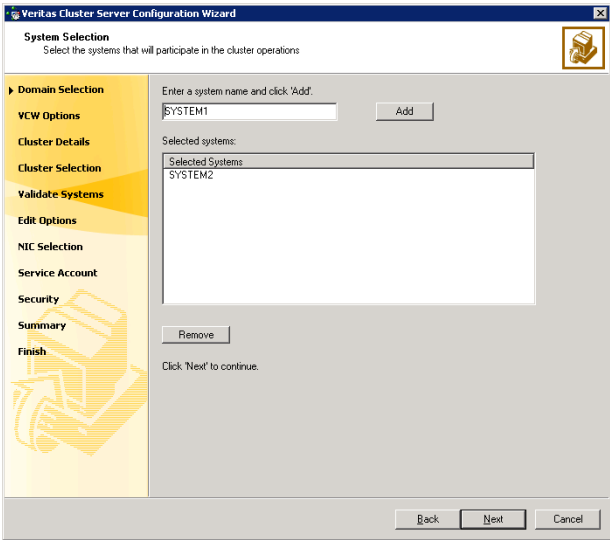 Veritas Cluster Server Configuration Wizard
System Selection
Select the systems that will participate in the cluster operations
Domain Selection
VCW Options
Cluster Details
Cluster Selection
Validate Systems
Edit Options
NIC Selection
Service Account
Security
Summary
Finish
Enter a system name and click 'Add'.
SYSTEM1
Add
Selected systems:
Selected Systems
SYSTEM2
Remove
Click 'Next' to continue.
Back
Next
Cancel